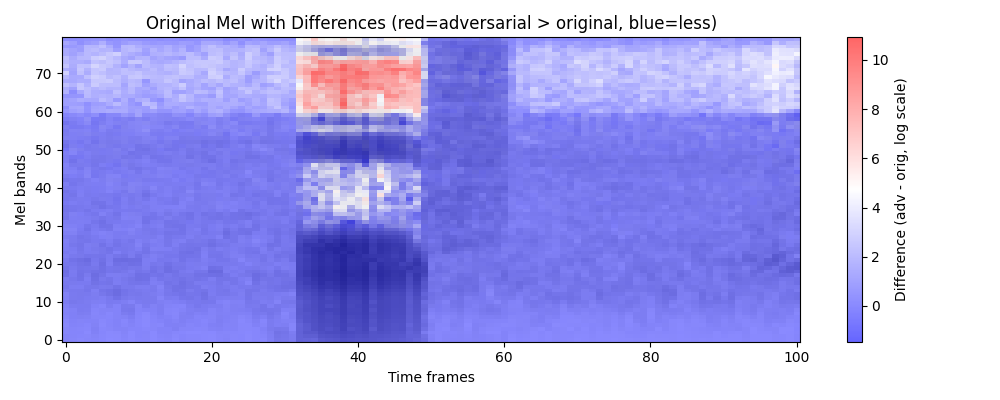 Original Mel with Differences (red=adversarial > original, blue=less)
Mel bands
70
60
50
40
30
20
10
0
0 20 40 60 80 100
Time frames
10
8
6
4
2
0
Difference (adv - orig, log scale)